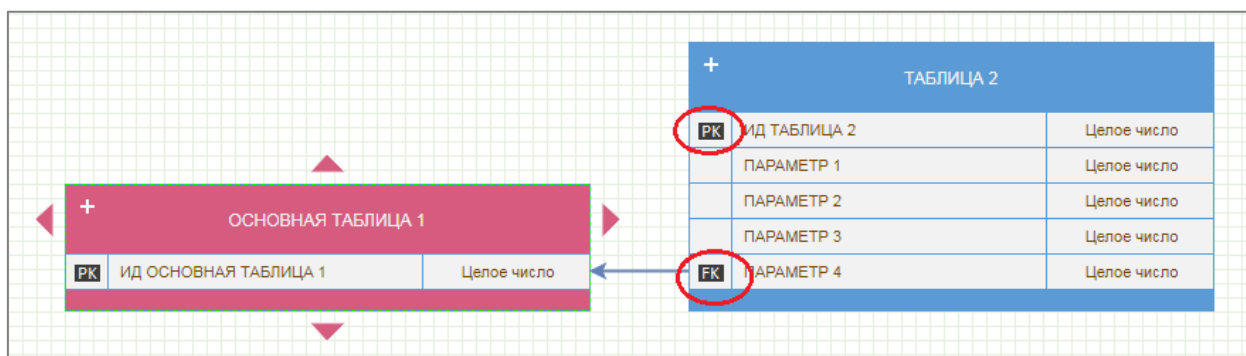 +
ОСНОВНАЯ ТАБЛИЦА 1
PK ИД ОСНОВНАЯ ТАБЛИЦА 1 Целое число
+
ТАБЛИЦА 2
PK ИД ТАБЛИЦА 2 Целое число
ПАРАМЕТР 1 Целое число
ПАРАМЕТР 2 Целое число
ПАРАМЕТР 3 Целое число
FK ПАРАМЕТР 4 Целое число